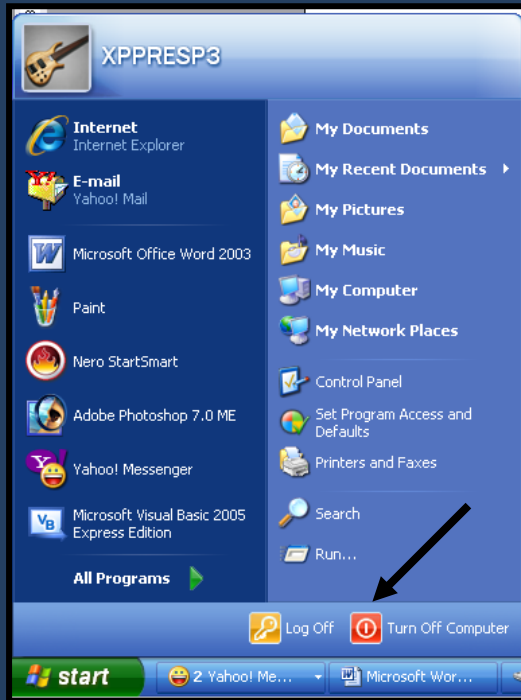 XPPRESP3
Internet
Internet Explorer
E-mail
Yahoo! Mail
Microsoft Office Word 2003
Paint
Nero StartSmart
Adobe Photoshop 7.0 ME
Yahoo! Messenger
Microsoft Visual Basic 2005
Express Edition
All Programs
My Documents
My Recent Documents
My Pictures
My Music
My Computer
My Network Places
Control Panel
Set Program Access and
Defaults
Printers and Faxes
Search
Run...
Log Off
Turn Off Computer
start
2 Yahoo! Me...
Microsoft Wor...